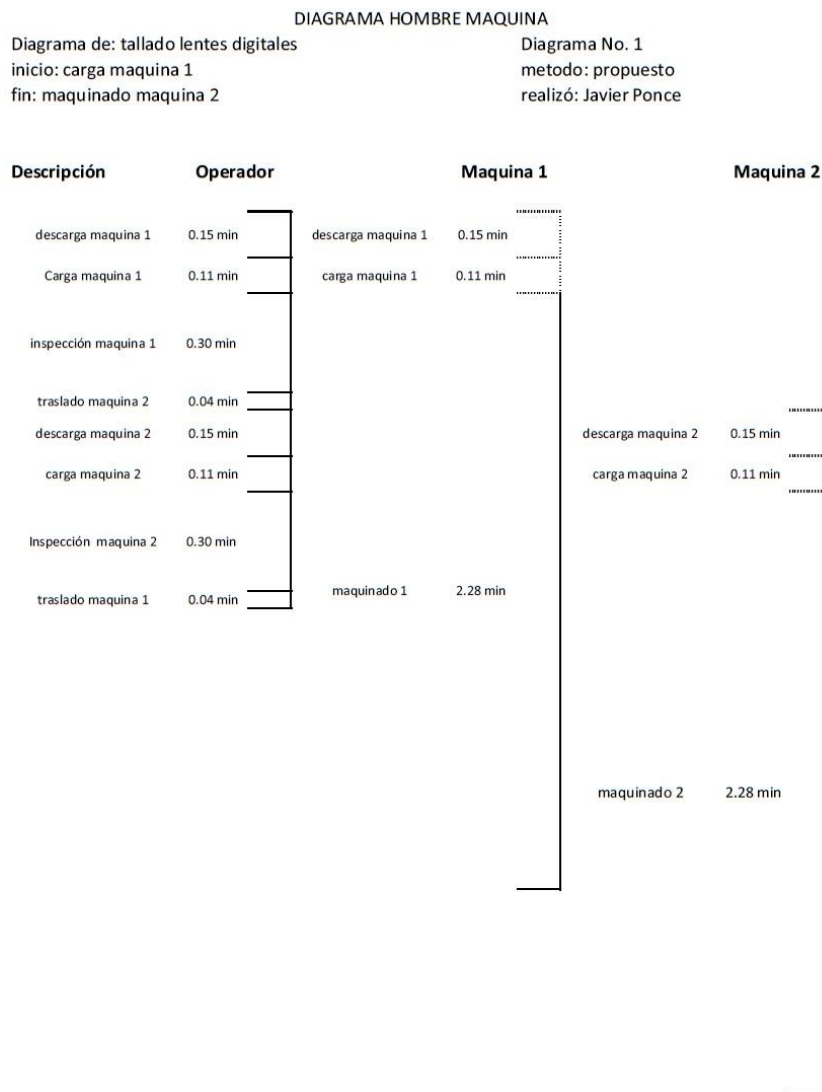 DIAGRAMA HOMBRE MAQUINA
Diagrama de: tallado lentes digitales Diagrama No. 1
inicio: carga maquina 1 metodo: propuesto
fin: maquinado maquina 2 realizó: Javier Ponce
Descripción Operador Maquina 1 Maquina 2
descarga maquina 1 0.15 min descarga maquina 1 0.15 min
Carga maquina 1 0.11 min carga maquina 1 0.11 min
inspección maquina 1 0.30 min
traslado maquina 2 0.04 min
descarga maquina 2 0.15 min descarga maquina 2 0.15 min
carga maquina 2 0.11 min carga maquina 2 0.11 min
Inspección maquina 2 0.30 min
maquinado 1 2.28 min
traslado maquina 1 0.04 min
maquinado 2 2.28 min